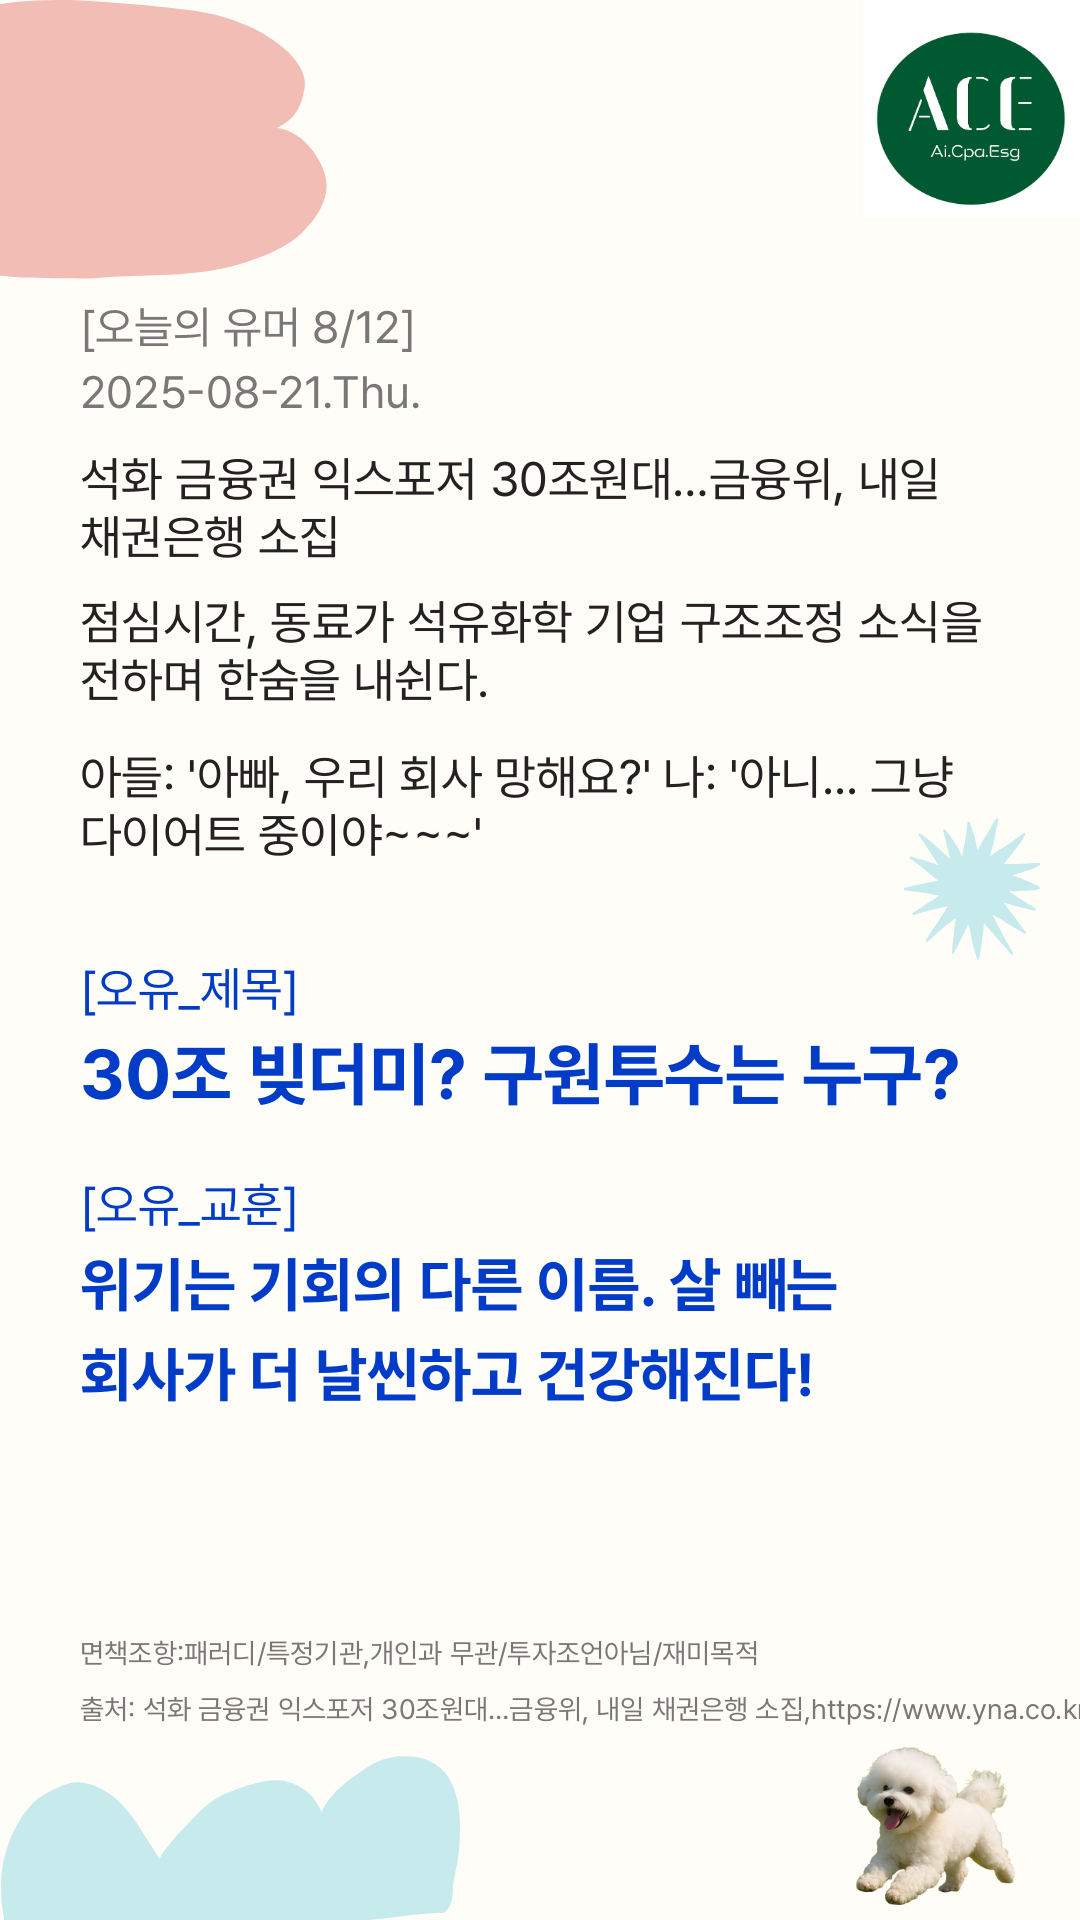 ACE
Ai.Cpa.Esg
[오늘의 유머 8/12]
2025-08-21.Thu.
석화 금융권 익스포저 30조원대...금융위, 내일
채권은행 소집
점심시간, 동료가 석유화학 기업 구조조정 소식을
전하며 한숨을 내쉰다.
아들: '아빠, 우리 회사 망해요?' 나: '아니... 그냥
다이어트 중이야~~~'
[오유_제목]
30조 빚더미? 구원투수는 누구?
[오유_교훈]
위기는 기회의 다른 이름. 살 빼는
회사가 더 날씬하고 건강해진다!
면책조항:패러디/특정기관,개인과 무관/투자조언아님/재미목적
출처: 석화 금융권 익스포저 30조원대...금융위, 내일 채권은행 소집,https://www.yna.co.kr